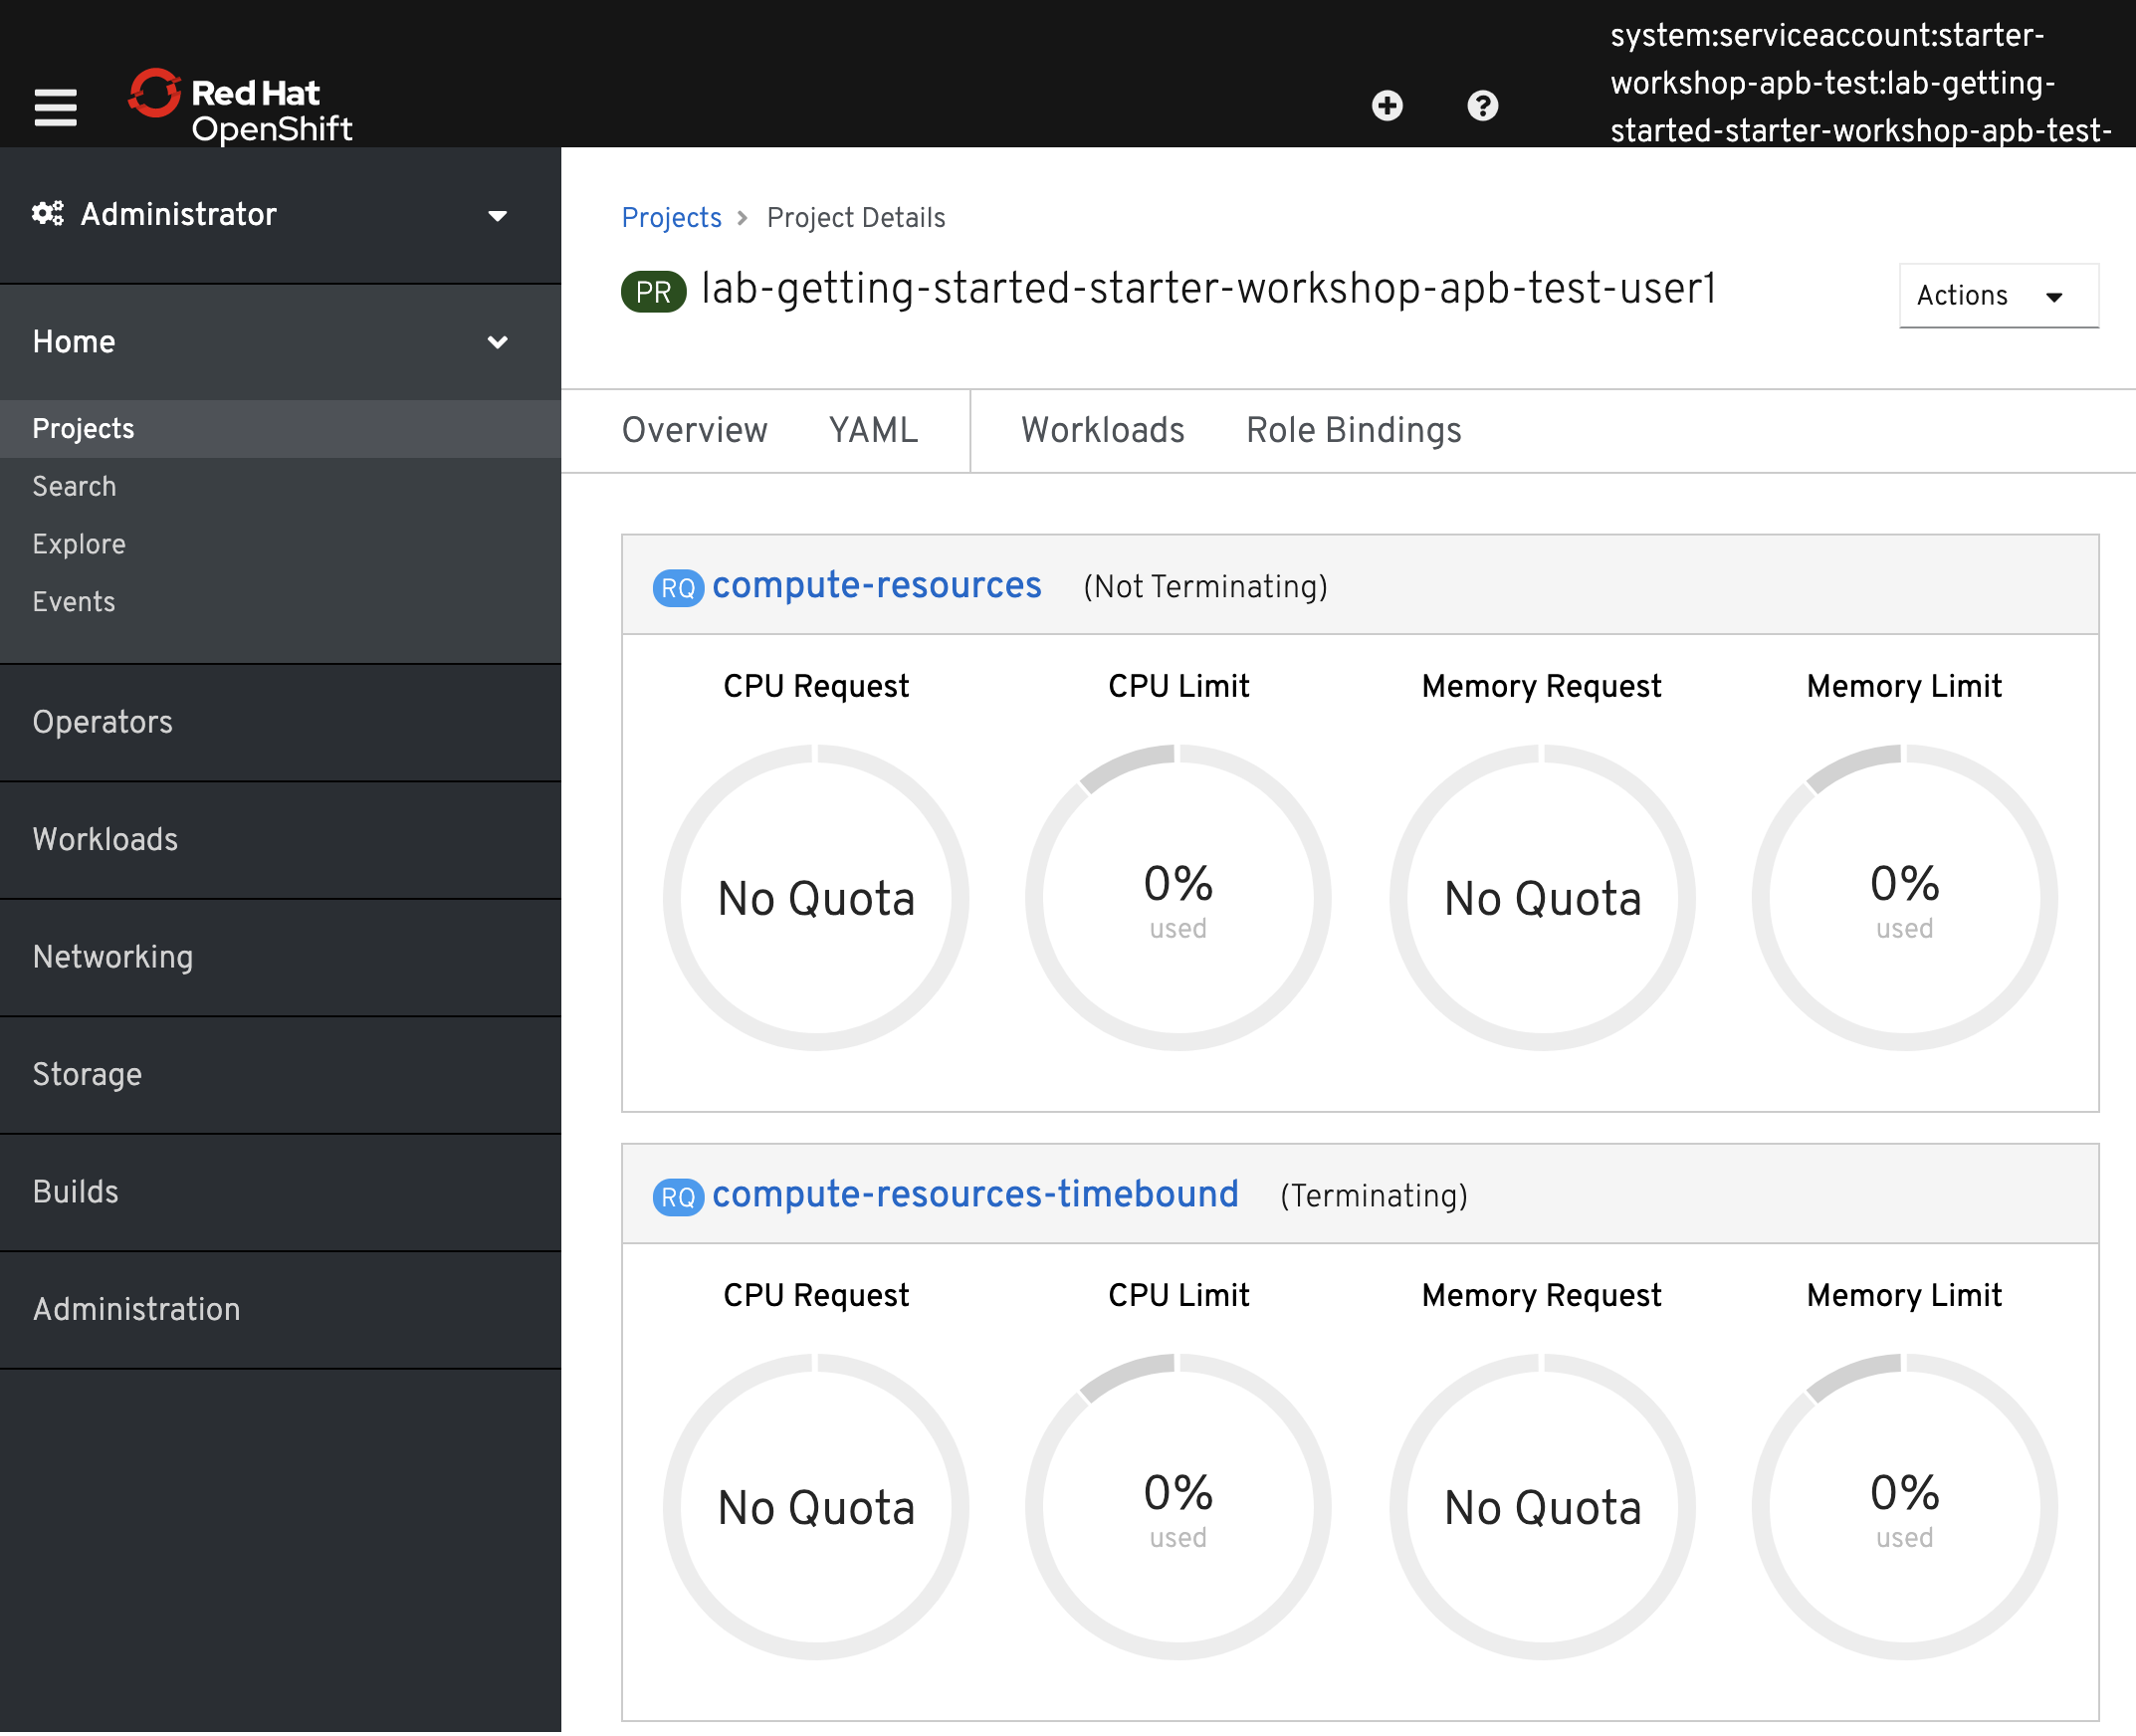 system:serviceaccount:starter-
workshop-apb-test:lab-getting-
started-starter-workshop-apb-test-
Red Hat
OpenShift
Administrator
Home
Projects
Search
Explore
Events
Operators
Workloads
Networking
Storage
Builds
Administration
Projects > Project Details
PR lab-getting-started-starter-workshop-apb-test-user1
Actions
Overview YAML Workloads Role Bindings
RQ compute-resources (Not Terminating)
CPU Request CPU Limit Memory Request Memory Limit
No Quota 0% No Quota 0%
used used
RQ compute-resources-timebound (Terminating)
CPU Request CPU Limit Memory Request Memory Limit
No Quota 0% No Quota 0%
used used